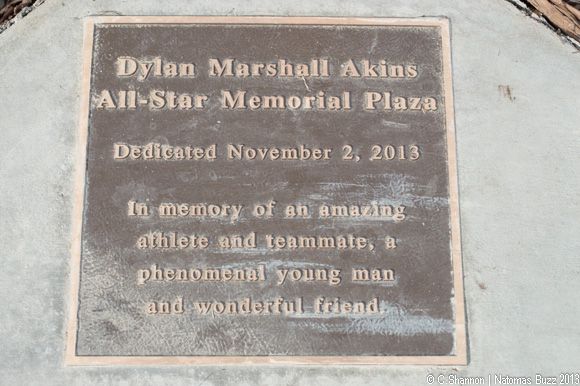 Dylan Marshall Akins
All-Star Memorial Plaza
Dedicated November 2, 2013
In memory of an amazing
athlete and teammate, a
phenomenal young man
and wonderful friend.
© C Shannon | Natomas Buzz 2013